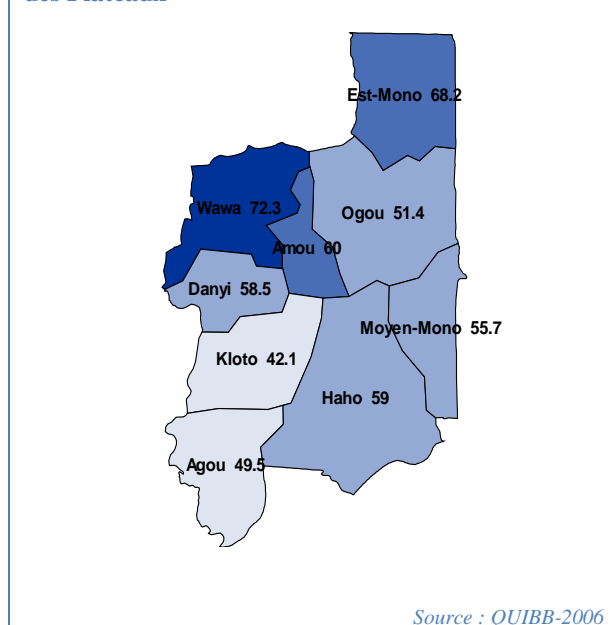 Est-Mono 68.2
Wawa 72.3
Ogou 51.4
Amou 60
Danyi 58.5
Moyen-Mono 55.7
Kloto 42.1
Haho 59
Agou 49.5
Source : QUIBB-2006